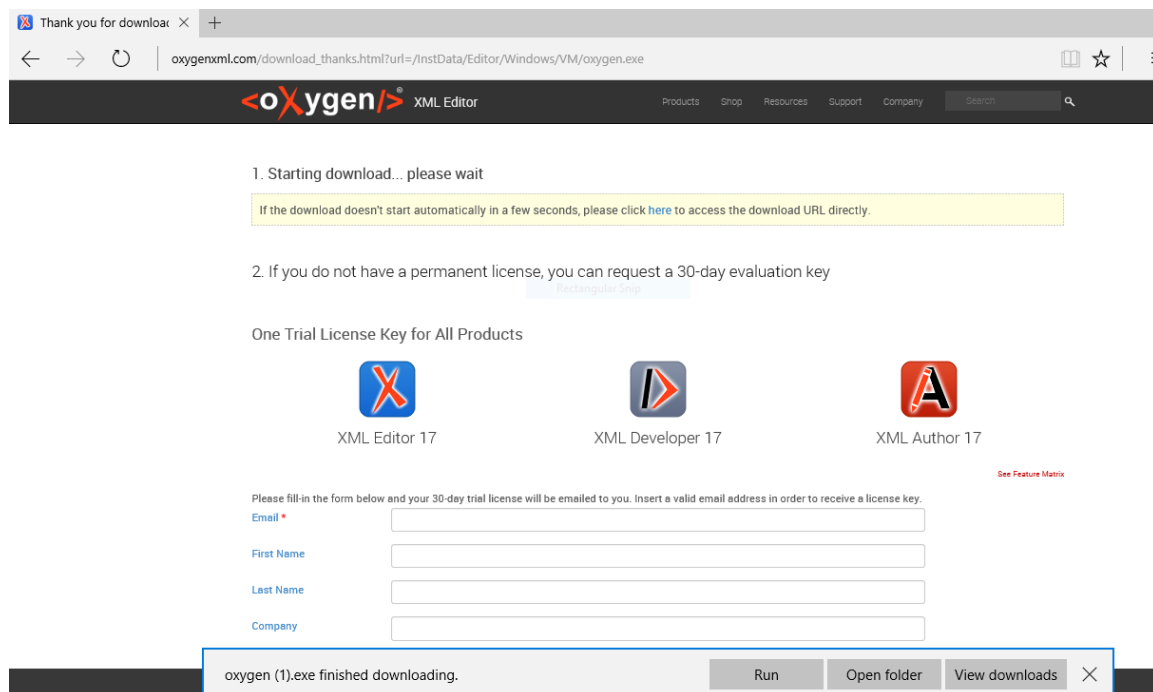 Thank you for downloac
oxygenxml.com/download_thanks.html?url=/InstData/Editor/Windows/VM/oxygen.exe
<oXygen/>® XML Editor Products Shop Resources Support Company Search
1. Starting download... please wait
If the download doesn't start automatically in a few seconds, please click here to access the download URL directly.
2. If you do not have a permanent license, you can request a 30-day evaluation key
Rectangular Snip
One Trial License Key for All Products
XML Editor 17 XML Developer 17 XML Author 17
See Feature Matrix
Please fill-in the form below and your 30-day trial license will be emailed to you. Insert a valid email address in order to receive a license key.
Email *
First Name
Last Name
Company
oxygen (1).exe finished downloading. Run Open folder View downloads